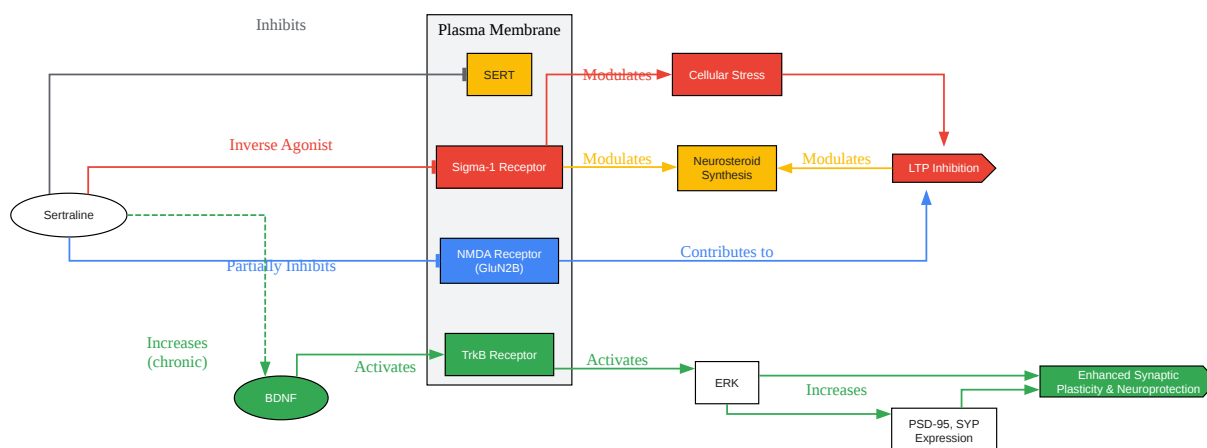 Inhibits
Plasma Membrane
SERT
Modulates
Cellular Stress
Inverse Agonist
Sigma-1 Receptor
Modulates
Neurosteroid
Synthesis
Modulates
LTP Inhibition
Sertraline
Partially Inhibits
NMDA Receptor
(GluN2B)
Contributes to
Increases
(chronic)
Activates
TrkB Receptor
Activates
BDNF
ERK
Increases
Enhanced Synaptic
Plasticity & Neuroprotection
PSD-95, SYP
Expression